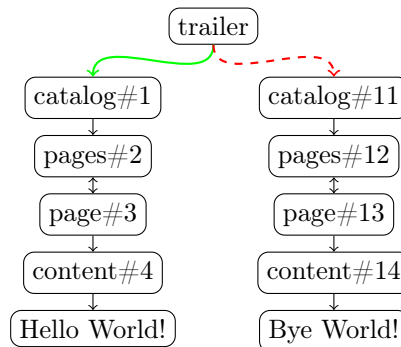 trailer
catalog#1 catalog#11
pages#2 pages#12
page#3 page#13
content#4 content#14
Hello World! Bye World!